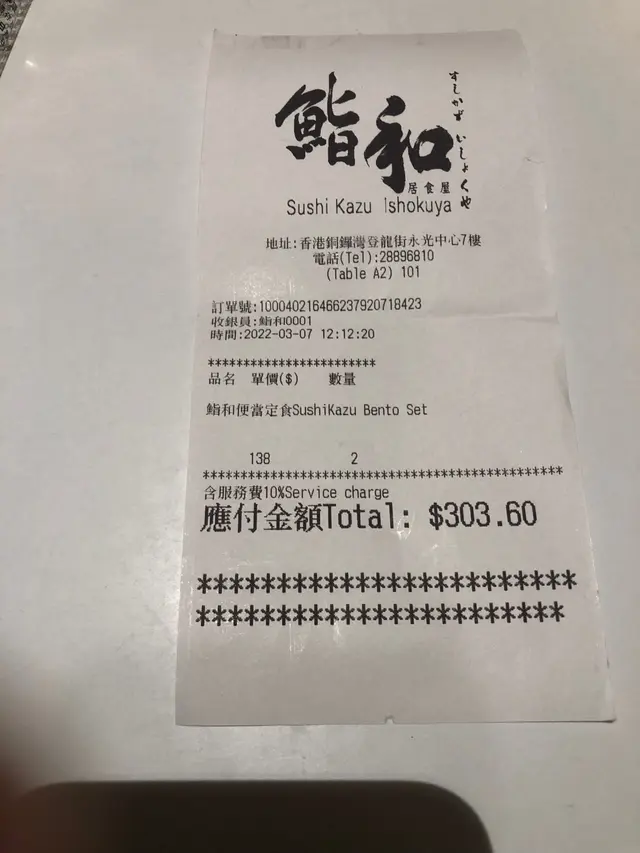 鮨和
すしかず いしょくや
居食屋
Sushi Kazu Ishokuya
地址:香港銅鑼灣登龍街永光中心7樓
電話(Tel):28896810
(Table A2) 101
訂單號:100040216466237920718423
收銀員:鮨和0001
時間:2022-03-07 12:12:20
************************
品名 單價($) 數量
鮨和便當定食SushiKazu Bento Set
138 2
**************************************************
含服務費10%Service charge
應付金額Total: $303.60
************************
***********************